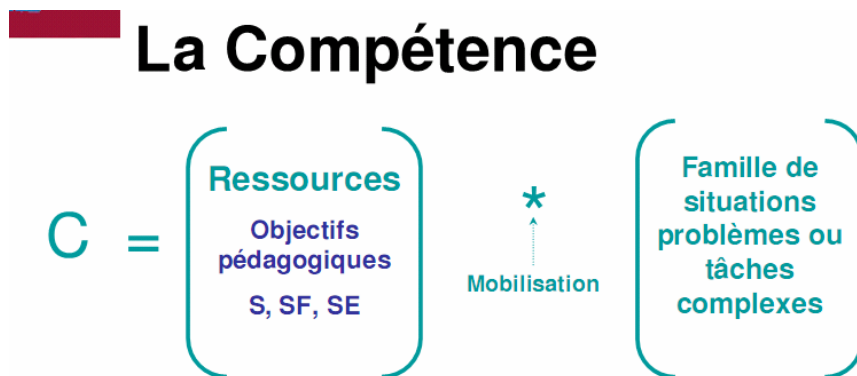 La Compétence
C = Ressources * Famille de
situations
problèmes ou
tâches
complexes
Objectifs
pédagogiques
S, SF, SE
Mobilisation